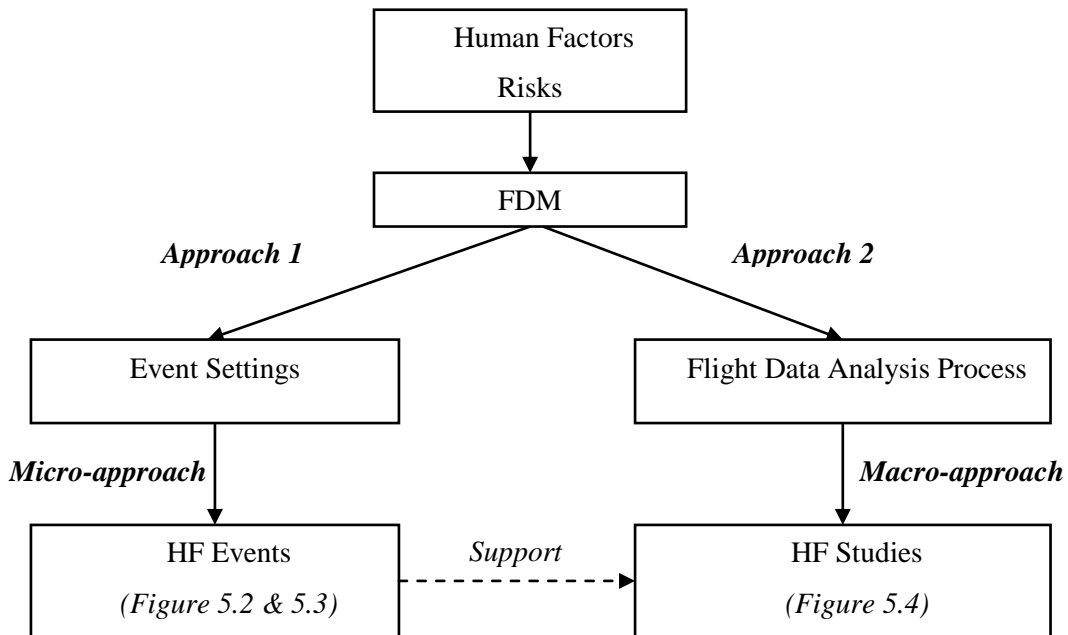 Human Factors
Risks
FDM
Approach 1
Approach 2
Event Settings
Flight Data Analysis Process
Micro-approach
Macro-approach
HF Events
(Figure 5.2 & 5.3)
Support
HF Studies
(Figure 5.4)